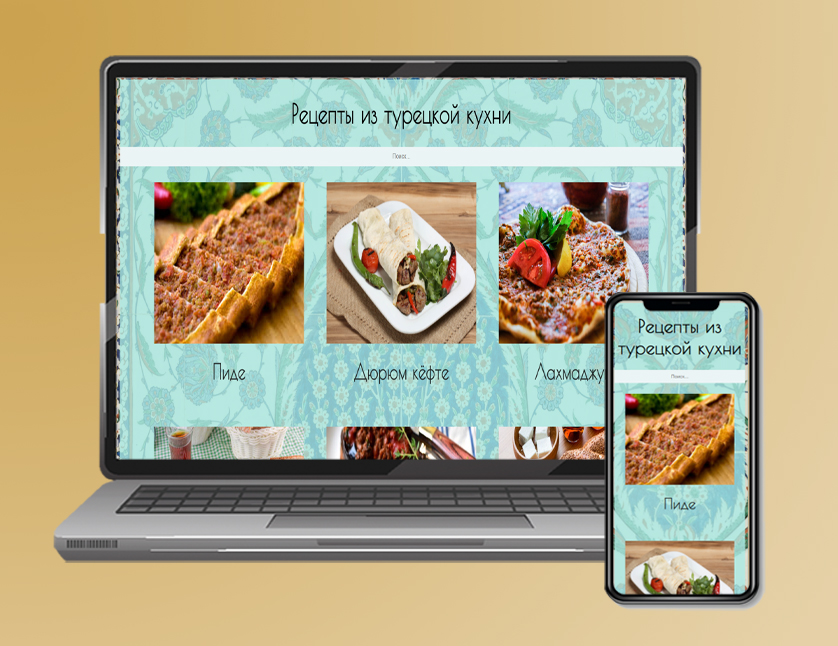 Рецепты из турецкой кухни
Поиск...
Пиде
Дюрюм кёфте
Лахмаджу
Рецепты из
турецкой кухни
Поиск...
Пиде